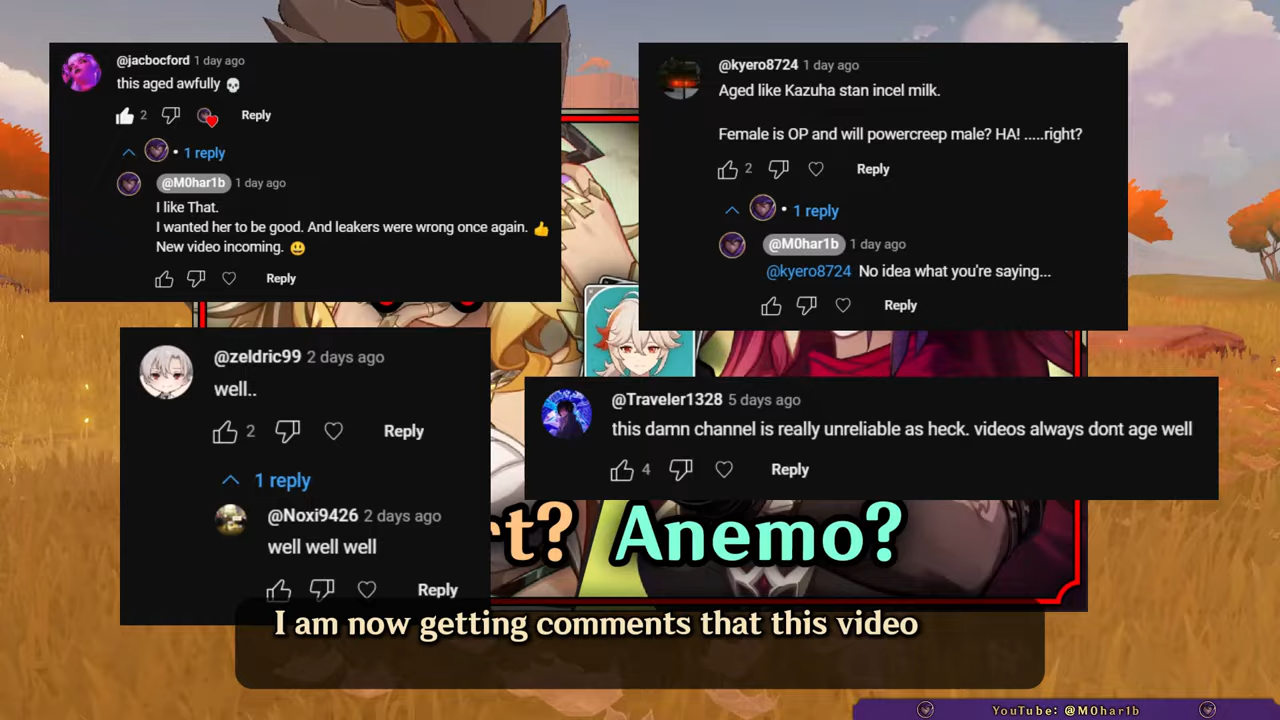 @jacbocford 1 day ago
this aged awfully 💀
2 Reply
• 1 reply
@M0har1b 1 day ago
I like That.
I wanted her to be good. And leakers were wrong once again. 👍
New video incoming. 😃
Reply
@kyero8724 1 day ago
Aged like Kazuha stan incel milk.
Female is OP and will powercreep male? HA! .....right?
2 Reply
• 1 reply
@M0har1b 1 day ago
@kyero8724 No idea what you're saying...
Reply
@zeldric99 2 days ago
well..
2 Reply
1 reply
@Noxi9426 2 days ago
well well well
Reply
@Traveler1328 5 days ago
this damn channel is really unreliable as heck. videos always dont age well
4 Reply
rt? Anemo?
I am now getting comments that this video
YouTube: @M0har1b